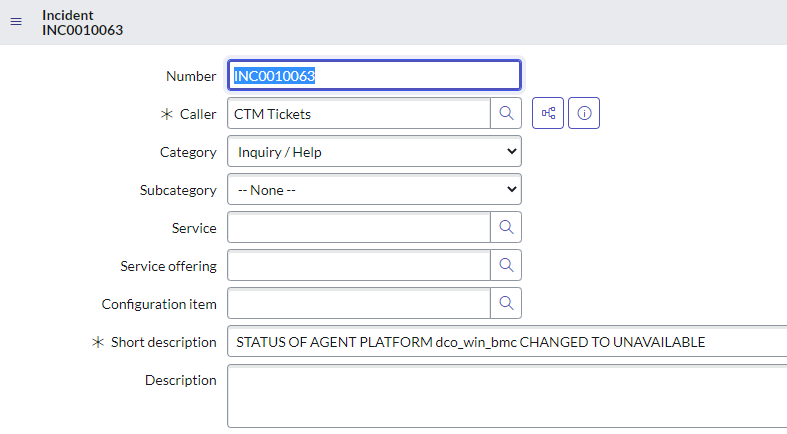 Incident
INC0010063
Number INC0010063
Caller CTM Tickets
Category Inquiry / Help
Subcategory -- None --
Service
Service offering
Configuration item
Short description STATUS OF AGENT PLATFORM dco_win_bmc CHANGED TO UNAVAILABLE
Description